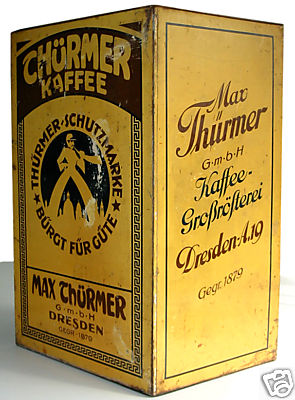 THÜRMER
KAFFEE
THÜRMER·SCHUTZMARKE
BÜRGT FÜR GÜTE
MAX THÜRMER
G·m·b·H
DRESDEN
GEGR·1879
Max
Thürmer
G·m·b·H
Kaffee-
Großrösterei
Dresden-A.19
Gegr. 1879